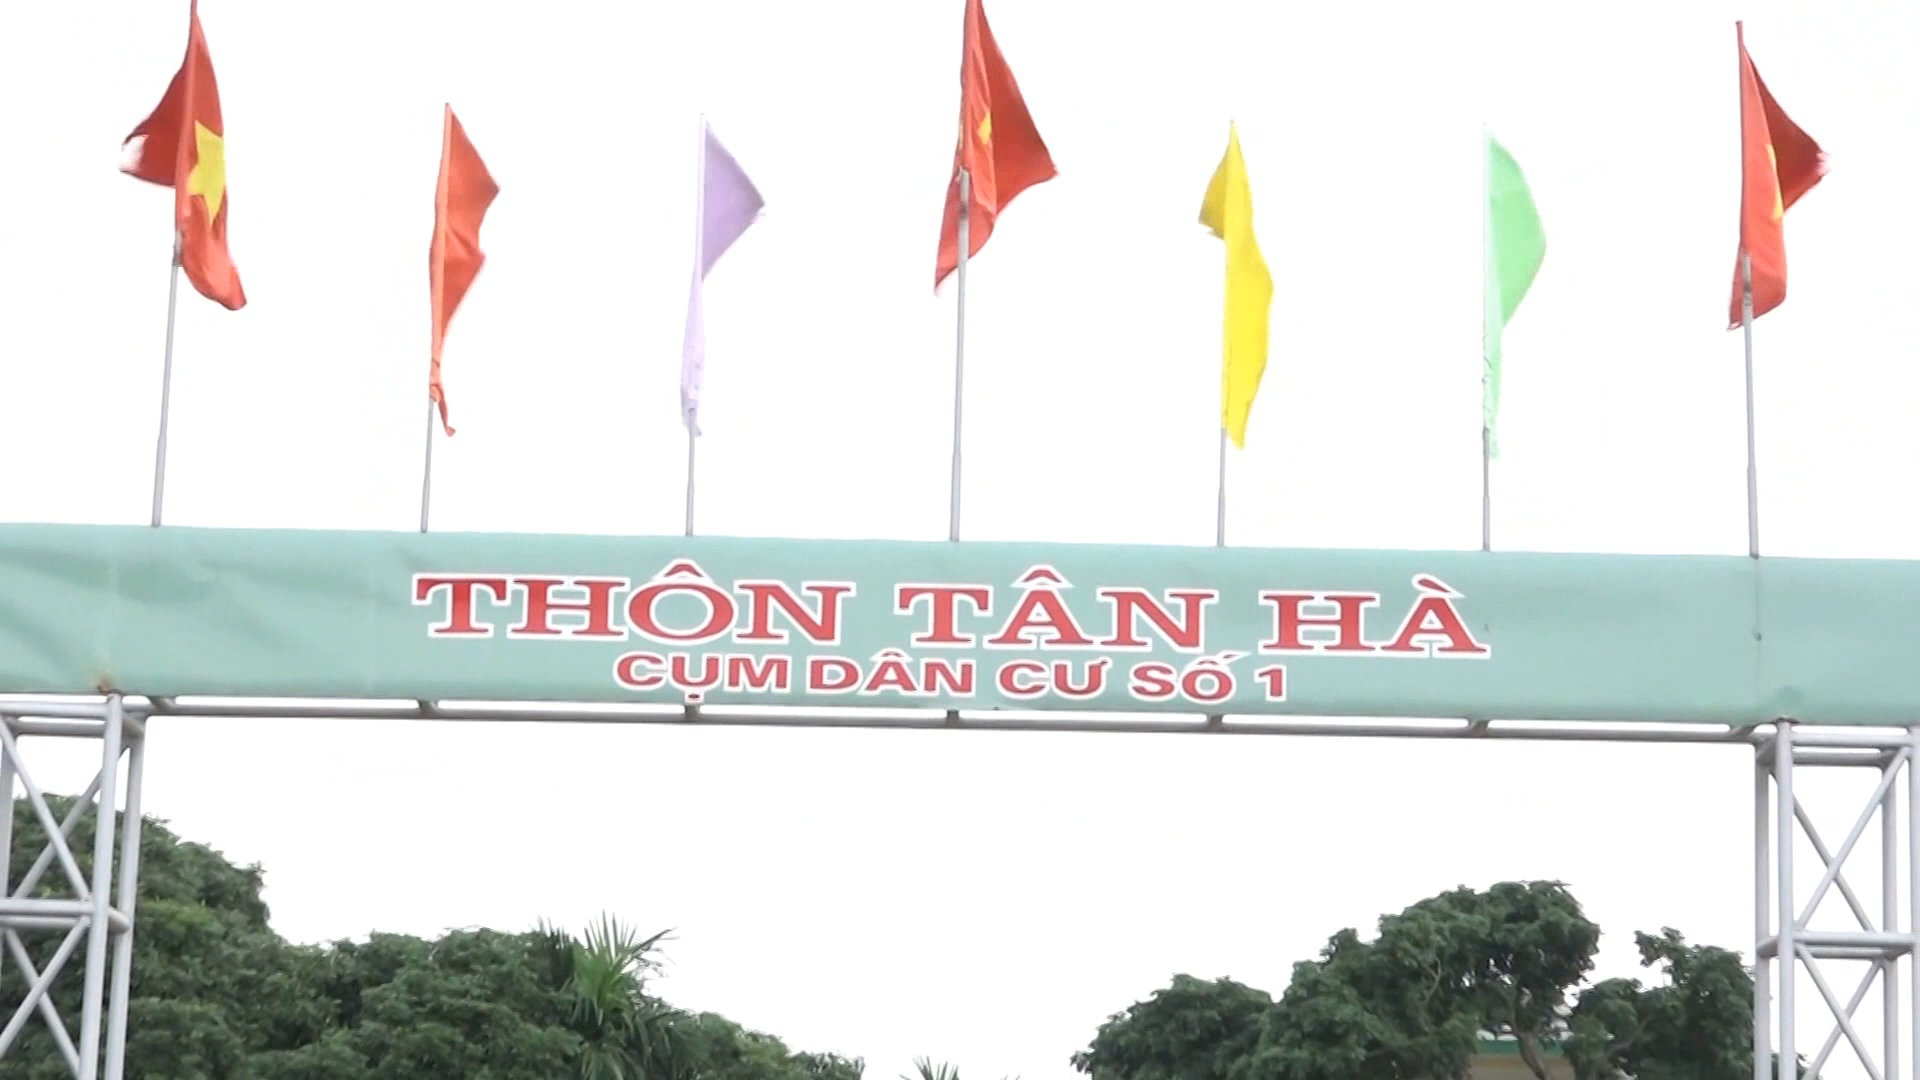 THÔN TÂN HÀ
CỤM DÂN CƯ SỐ 1